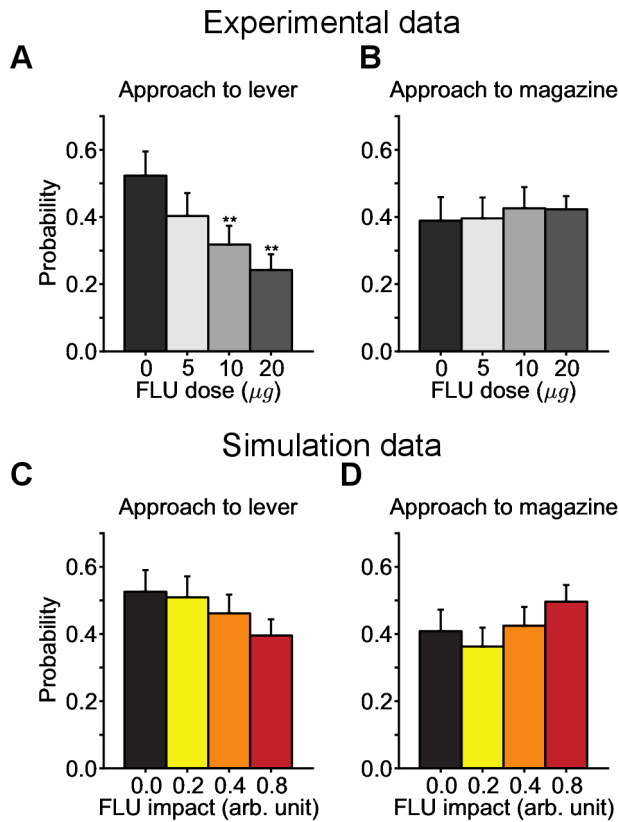 Experimental data
A
B
Approach to lever
Approach to magazine
Probability
0.6
0.4
0.2
0.0
** **
0 5 10 20
FLU dose (μg)
0.6
0.4
0.2
0.0
0 5 10 20
FLU dose (μg)
Simulation data
C
D
Approach to lever
Approach to magazine
Probability
0.6
0.4
0.2
0.0
0.0 0.2 0.4 0.8
FLU impact (arb. unit)
0.6
0.4
0.2
0.0
0.0 0.2 0.4 0.8
FLU impact (arb. unit)